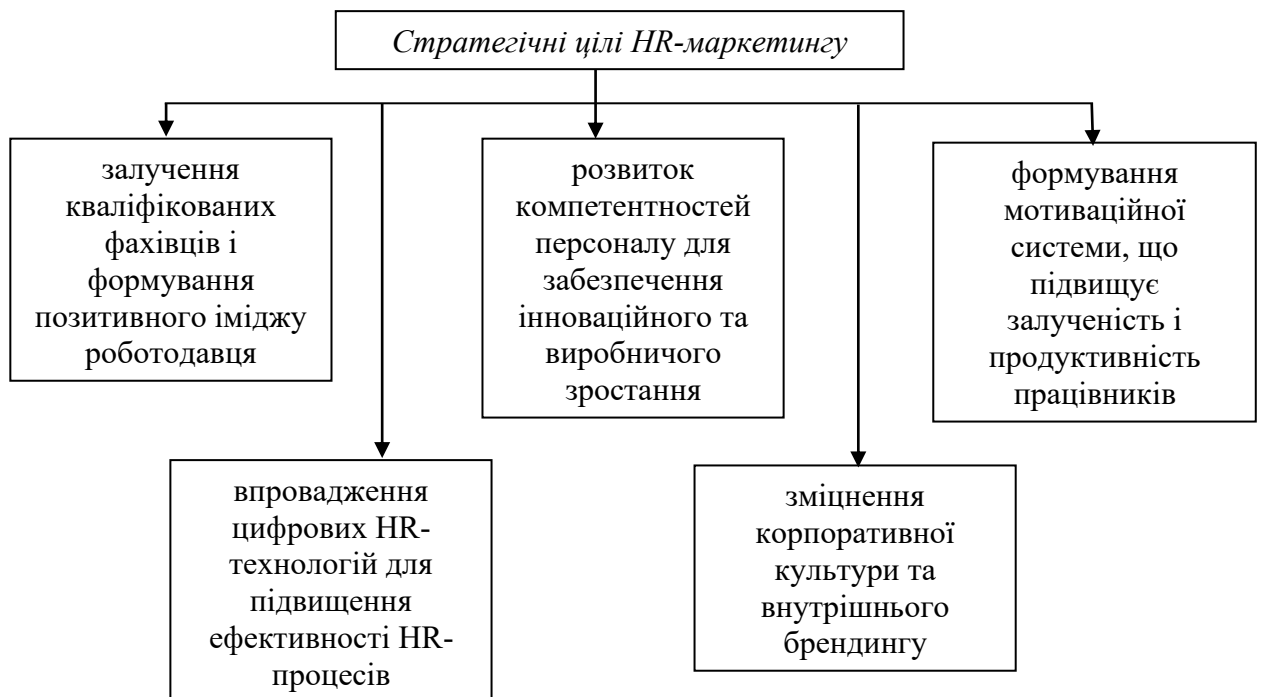 Стратегічні цілі HR-маркетингу
залучення
кваліфікованих
фахівців і
формування
позитивного іміджу
роботодавця
розвиток
компетентностей
персоналу для
забезпечення
інноваційного та
виробничого
зростання
формування
мотиваційної
системи, що
підвищує
залученість і
продуктивність
працівників
впровадження
цифрових HR-
технологій для
підвищення
ефективності HR-
процесів
зміцнення
корпоративної
культури та
внутрішнього
брендингу